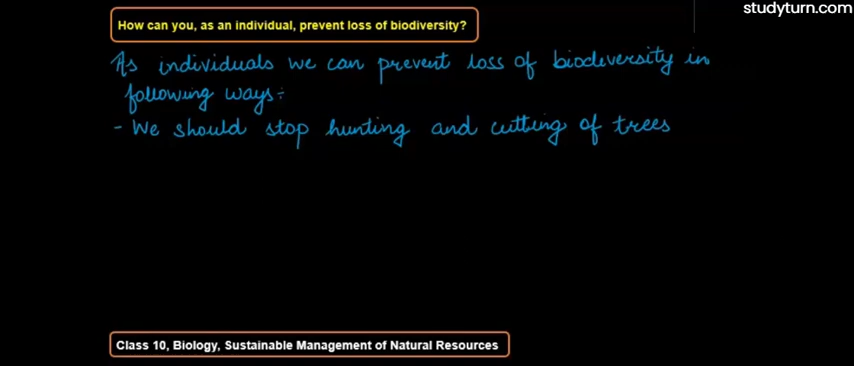 studyturn.com
How can you, as an individual, prevent loss of biodiversity?
As individuals we can prevent loss of biodiversity in
following ways:
- We should stop hunting and cutting of trees
Class 10, Biology, Sustainable Management of Natural Resources